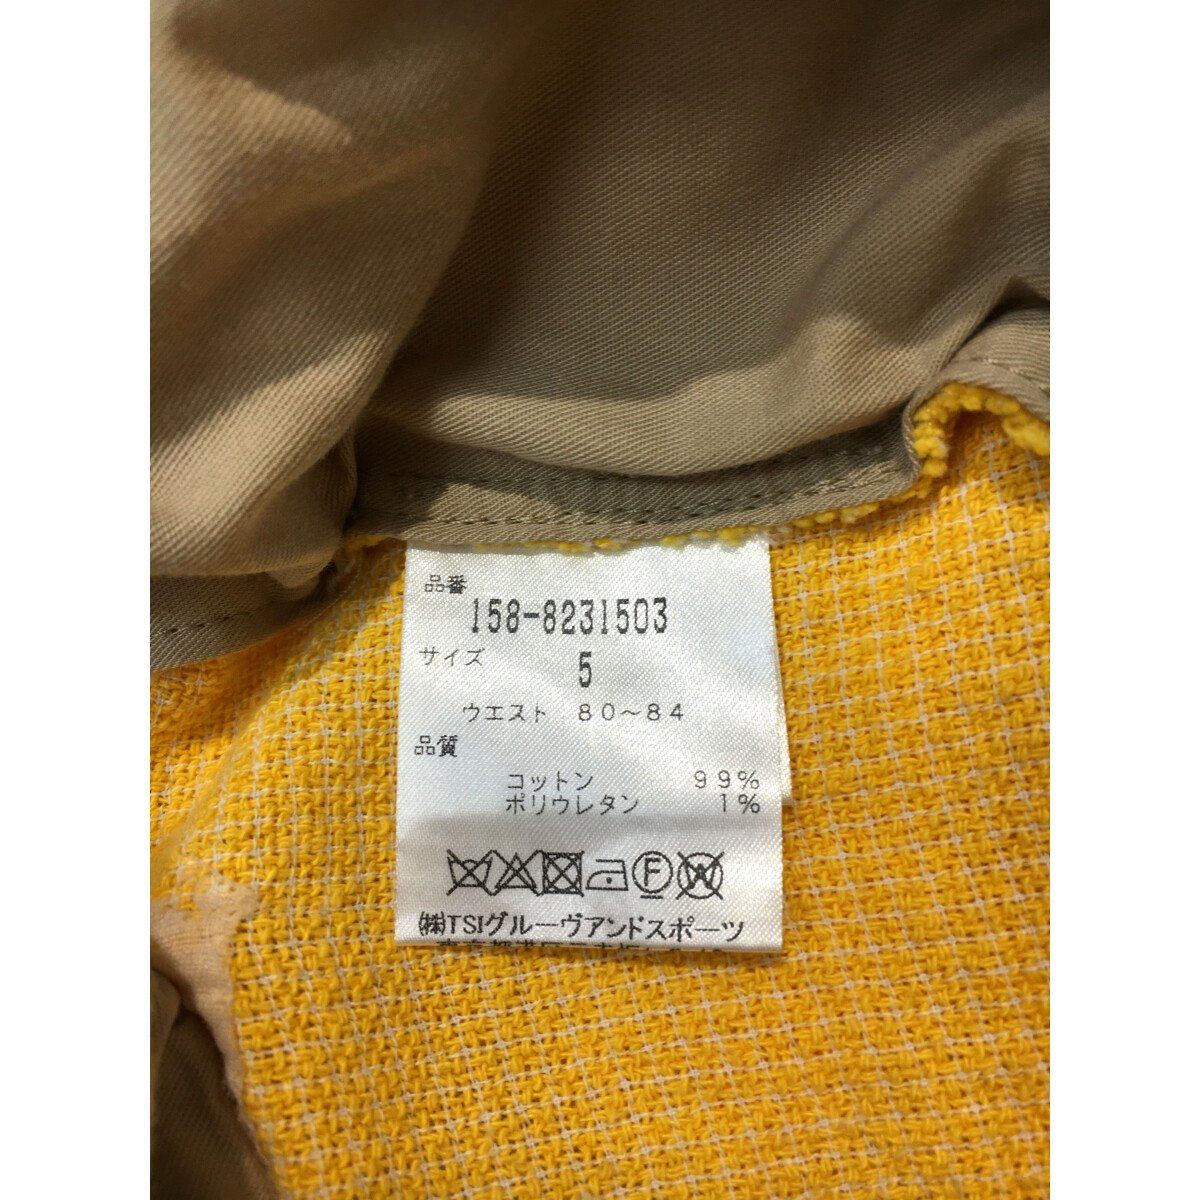 品番
158-8231503
サイズ 5
ウエスト 80~84
品質
コットン 99%
ポリウレタン 1%
F W
(株)TSIグルーヴアンドスポーツ